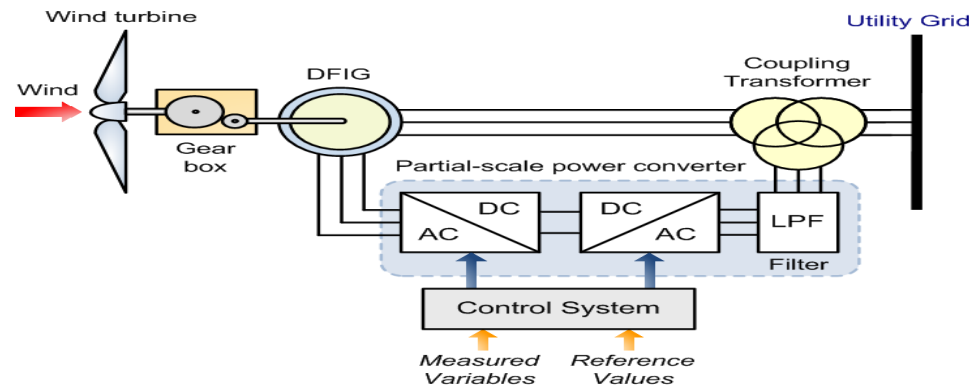 Wind turbine
Utility Grid
DFIG
Coupling
Transformer
Wind
Gear
box
Partial-scale power converter
DC
AC
DC
AC
LPF
Filter
Control System
Measured
Variables
Reference
Values